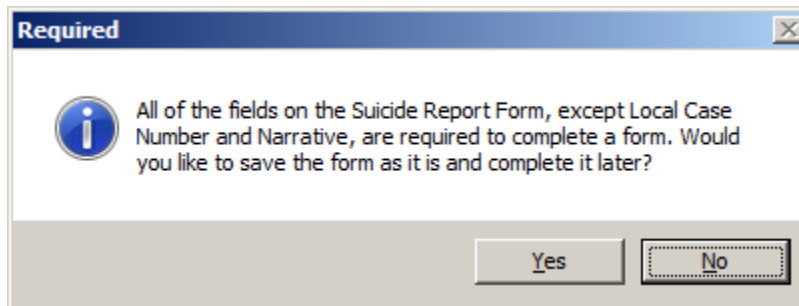 Required
All of the fields on the Suicide Report Form, except Local Case
Number and Narrative, are required to complete a form. Would
you like to save the form as it is and complete it later?
Yes
No